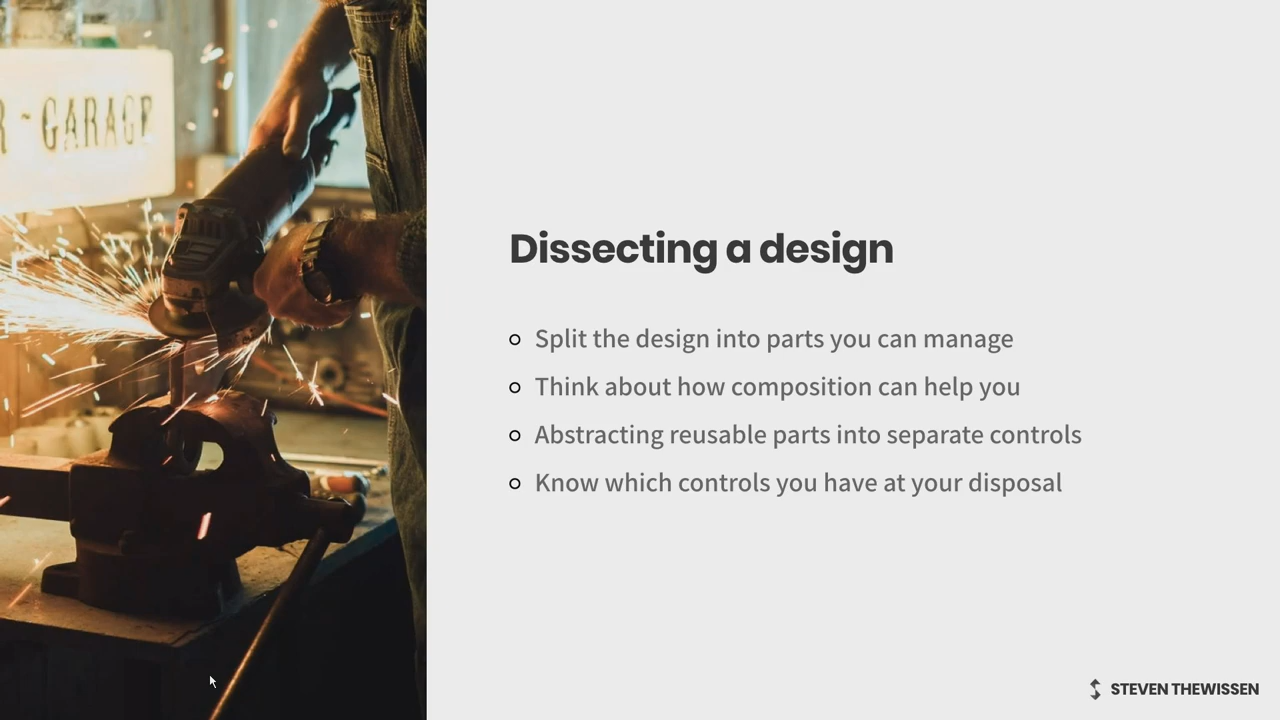 R ~ GARAGE
Dissecting a design
Split the design into parts you can manage
Think about how composition can help you
Abstracting reusable parts into separate controls
Know which controls you have at your disposal
STEVEN THEWISSEN